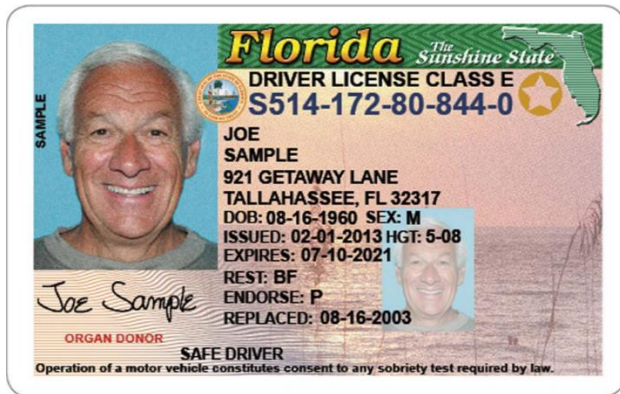 Florida The Sunshine State
DRIVER LICENSE CLASS E
S514-172-80-844-0
SAMPLE
JOE
SAMPLE
921 GETAWAY LANE
TALLAHASSEE, FL 32317
DOB: 08-16-1960 SEX: M
ISSUED: 02-01-2013 HGT: 5-08
EXPIRES: 07-10-2021
REST: BF
ENDORSE: P
REPLACED: 08-16-2003
Joe Sample
ORGAN DONOR
SAFE DRIVER
Operation of a motor vehicle constitutes consent to any sobriety test required by law.